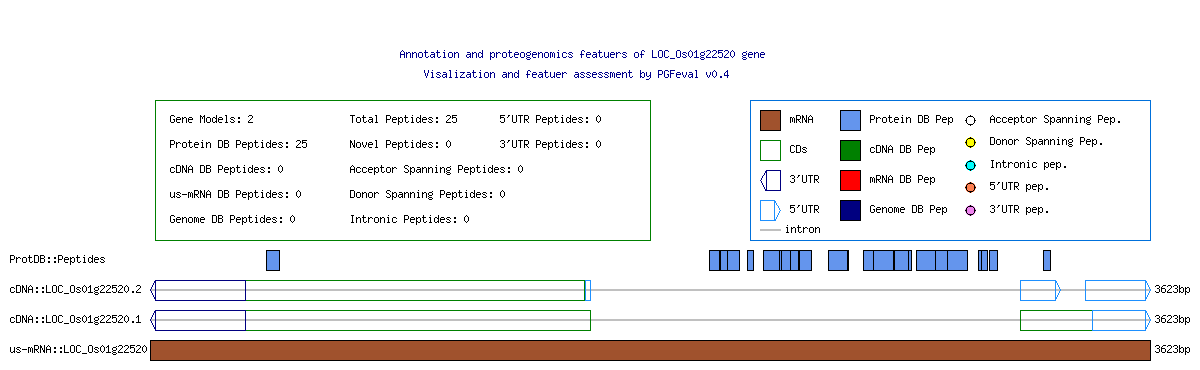 Annotation and proteogenomics featuers of LOC_Os01g22520 gene
Visalization and featuer assessment by PGFeval v0.4
Gene Models: 2 Total Peptides: 25 5'UTR Peptides: 0
Protein DB Peptides: 25 Novel Peptides: 0 3'UTR Peptides: 0
cDNA DB Peptides: 0 Acceptor Spanning Peptides: 0
us-mRNA DB Peptides: 0 Donor Spanning Peptides: 0
Genome DB Peptides: 0 Intronic Peptides: 0
mRNA Protein DB Pep Acceptor Spanning Pep.
CDs cDNA DB Pep Donor Spanning Pep.
3'UTR mRNA DB Pep Intronic pep.
5'UTR Genome DB Pep 5'UTR pep.
intron 3'UTR pep.
ProtDB::Peptides
cDNA::LOC_Os01g22520.2 3623bp
cDNA::LOC_Os01g22520.1 3623bp
us-mRNA::LOC_Os01g22520 3623bp